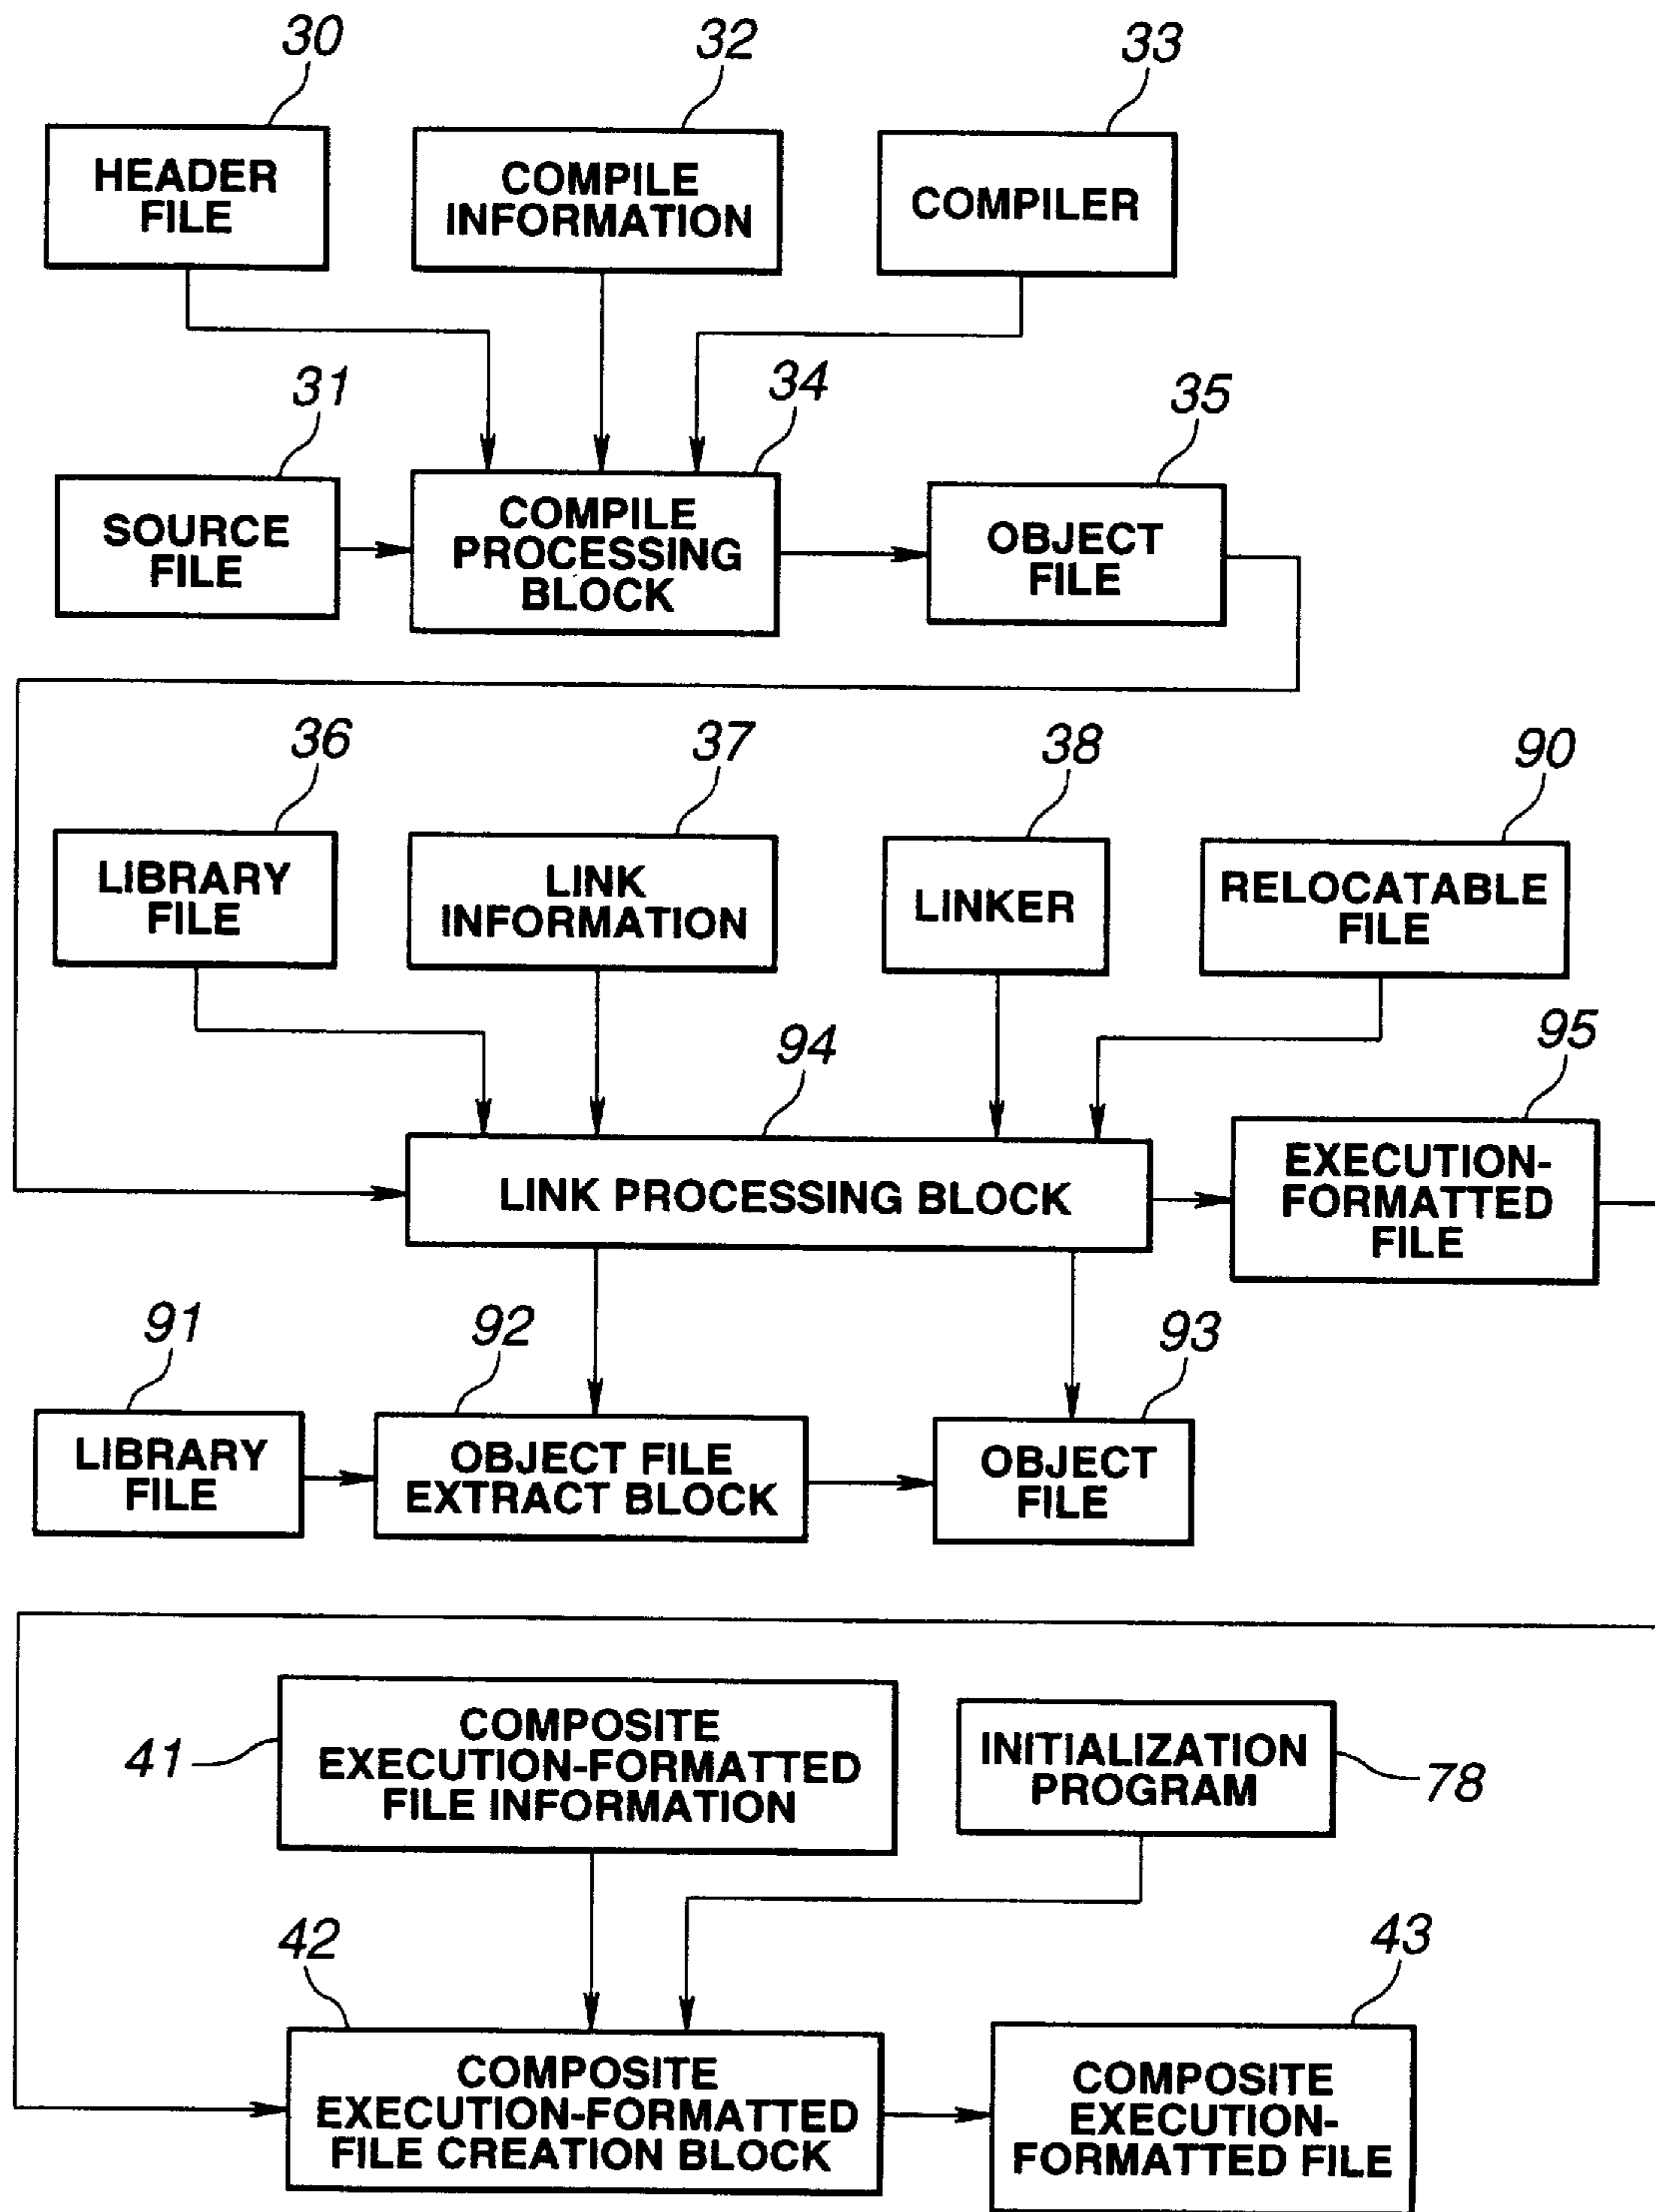 30
32
33
HEADER
FILE
COMPILE
INFORMATION
COMPILER
31
34
35
SOURCE
FILE
COMPILE
PROCESSING
BLOCK
OBJECT
FILE
36
37
38
90
LIBRARY
FILE
LINK
INFORMATION
LINKER
RELOCATABLE
FILE
94
95
LINK PROCESSING BLOCK
EXECUTION-
FORMATTED
FILE
91
92
93
LIBRARY
FILE
OBJECT FILE
EXTRACT BLOCK
OBJECT
FILE
41
COMPOSITE
EXECUTION-FORMATTED
FILE INFORMATION
INITIALIZATION
PROGRAM
78
42
43
COMPOSITE
EXECUTION-FORMATTED
FILE CREATION BLOCK
COMPOSITE
EXECUTION-
FORMATTED FILE